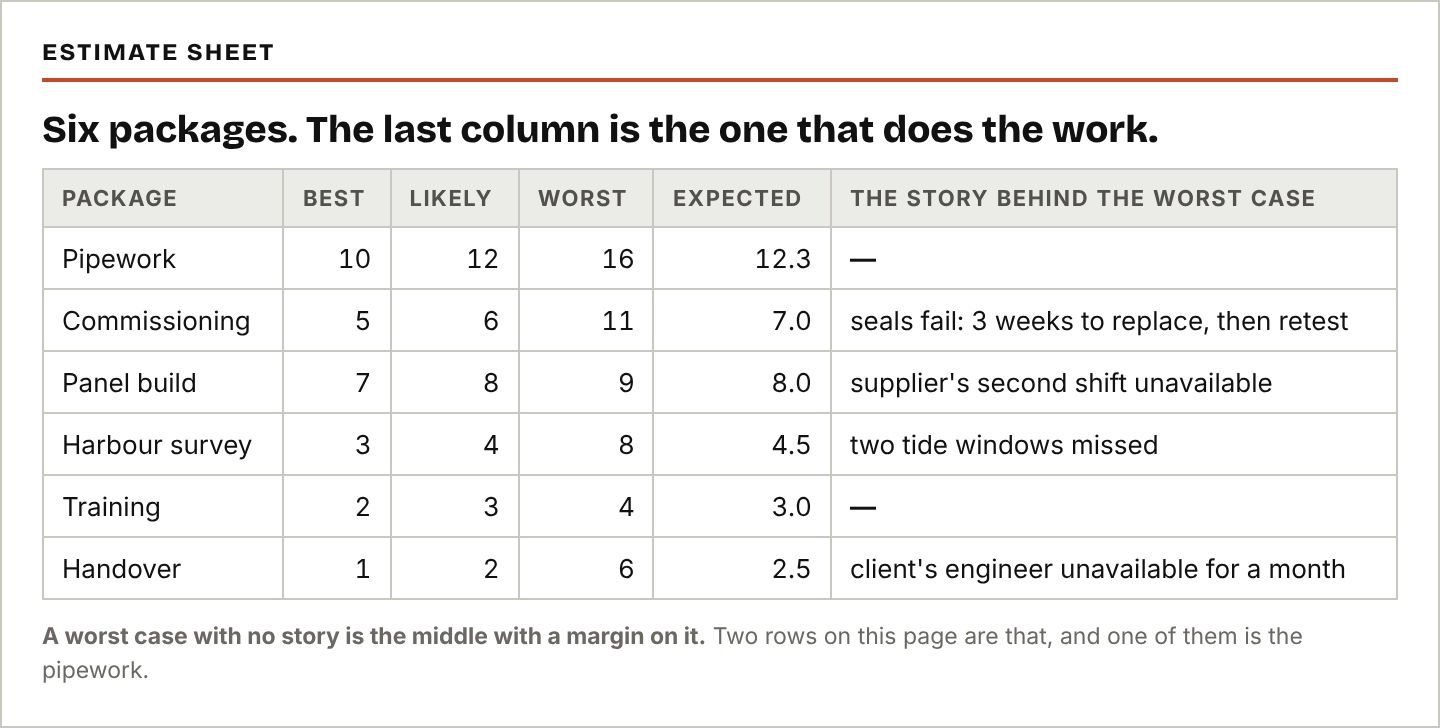 ESTIMATE SHEET
Six packages. The last column is the one that does the work.
PACKAGE BEST LIKELY WORST EXPECTED THE STORY BEHIND THE WORST CASE
Pipework 10 12 16 12.3 —
Commissioning 5 6 11 7.0 seals fail: 3 weeks to replace, then retest
Panel build 7 8 9 8.0 supplier's second shift unavailable
Harbour survey 3 4 8 4.5 two tide windows missed
Training 2 3 4 3.0 —
Handover 1 2 6 2.5 client's engineer unavailable for a month
A worst case with no story is the middle with a margin on it. Two rows on this page are that, and one of them is the
pipework.